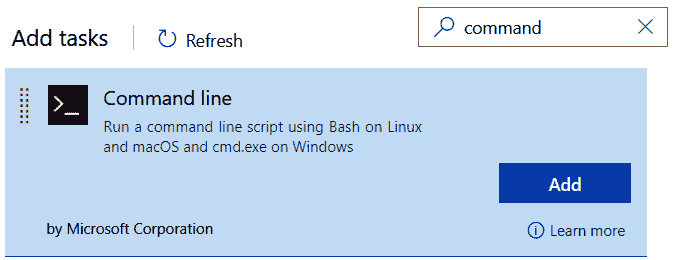 Add tasks
Refresh
command
Command line
Run a command line script using Bash on Linux
and macOS and cmd.exe on Windows
Add
by Microsoft Corporation
Learn more